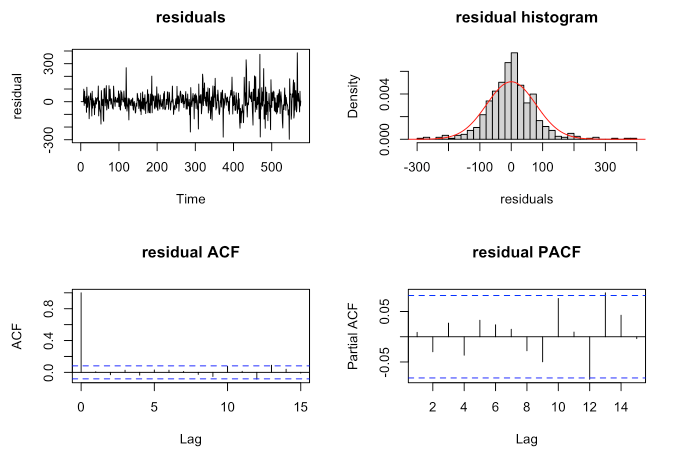 residuals
residual
300
0
-300
0 100 200 300 400 500
Time
residual histogram
Density
0.004
0.000
-300 -100 0 100 300
residuals
residual ACF
ACF
0.8
0.4
0.0
0 5 10 15
Lag
residual PACF
Partial ACF
0.05
-0.05
2 4 6 8 10 12 14
Lag